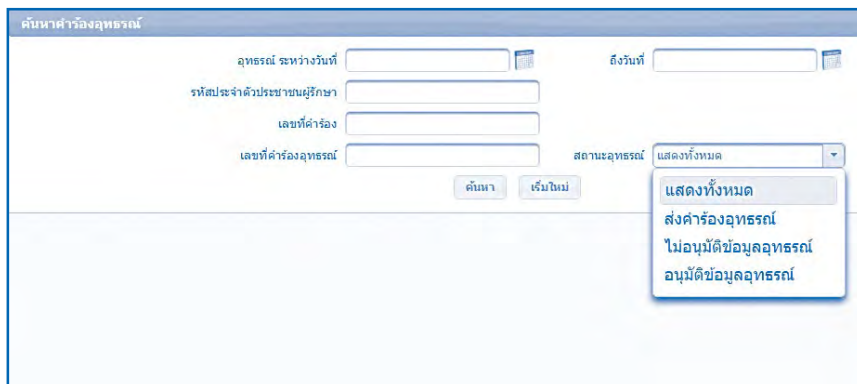 ค้นหาคำร้องอุทธรณ์
อุทธรณ์ ระหว่างวันที่ ถึงวันที่
รหัสประจำตัวประชาชนผู้รักษา
เลขที่คำร้อง
เลขที่คำร้องอุทธรณ์ สถานะอุทธรณ์ แสดงทั้งหมด
ค้นหา เริ่มใหม่
แสดงทั้งหมด
ส่งคำร้องอุทธรณ์
ไม่อนุมัติข้อมูลอุทธรณ์
อนุมัติข้อมูลอุทธรณ์